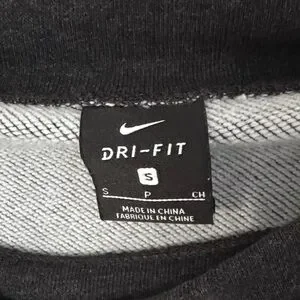 DRI-FIT
S
S P CH
MADE IN CHINA
FABRIQUÉ EN CHINE